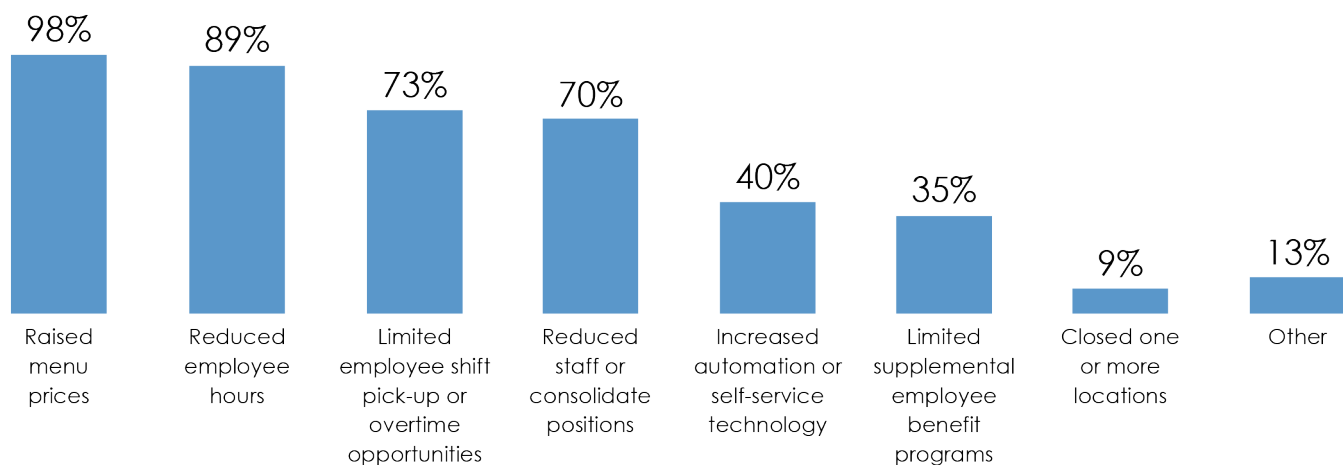 98%
89%
73%
70%
40%
35%
9%
13%
Raised
menu
prices
Reduced
employee
hours
Limited
employee shift
pick-up or
overtime
opportunities
Reduced
staff or
consolidate
positions
Increased
automation or
self-service
technology
Limited
supplemental
employee
benefit
programs
Closed one
or more
locations
Other